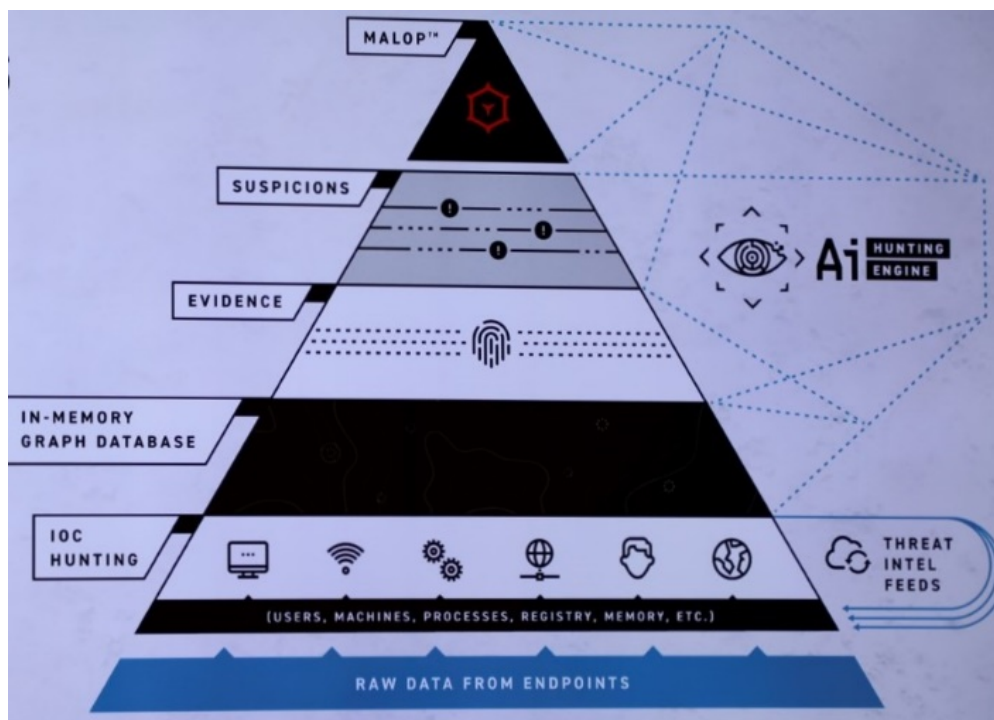 MALOP™
SUSPICIONS
EVIDENCE
IN-MEMORY
GRAPH DATABASE
IOC
HUNTING
Ai HUNTING
ENGINE
THREAT
INTEL
FEEDS
(USERS, MACHINES, PROCESSES, REGISTRY, MEMORY, ETC.)
RAW DATA FROM ENDPOINTS